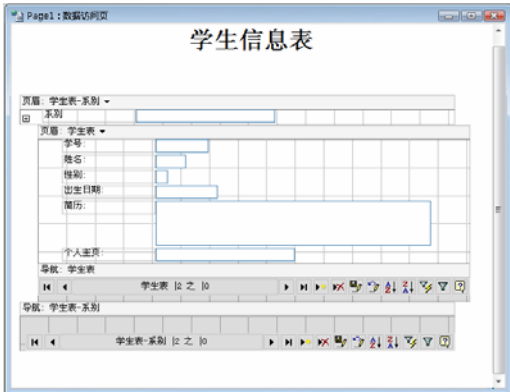 Page1 : 数据访问页
学生信息表
页眉: 学生表-系别
系别
页眉: 学生表
学号:
姓名:
性别:
出生日期:
简历:
个人主页:
导航: 学生表
学生表 |2 之 |0
导航: 学生表-系别
学生表-系别 |2 之 |0